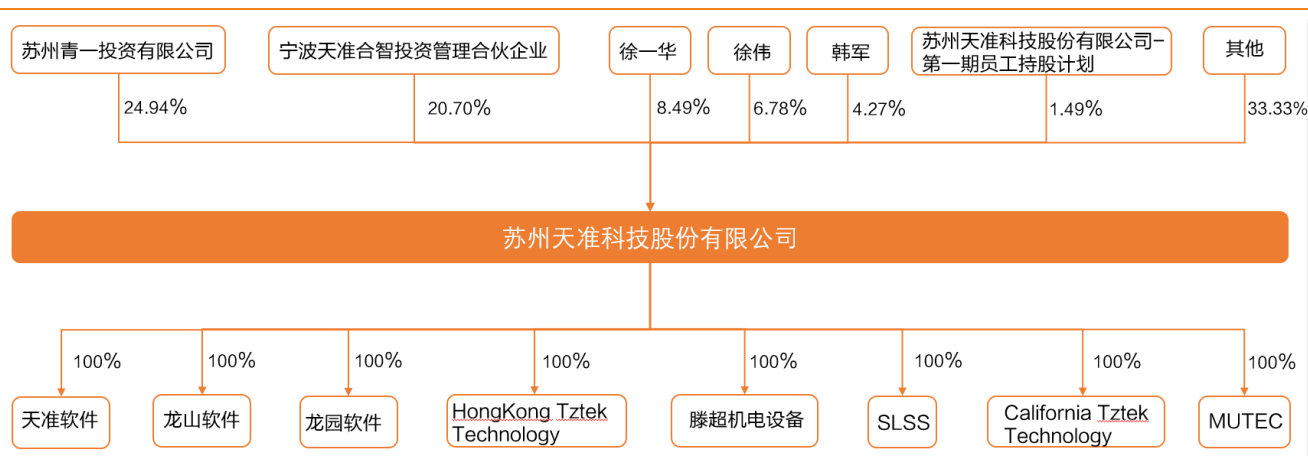 苏州青一投资有限公司
宁波天准合智投资管理合伙企业
徐一华
徐伟
韩军
苏州天准科技股份有限公司-
第一期员工持股计划
其他
24.94%
20.70%
8.49%
6.78%
4.27%
1.49%
33.33%
苏州天准科技股份有限公司
100%
100%
100%
100%
100%
100%
100%
100%
天准软件
龙山软件
龙园软件
HongKong Tztek
Technology
滕超机电设备
SLSS
California Tztek
Technology
MUTEC